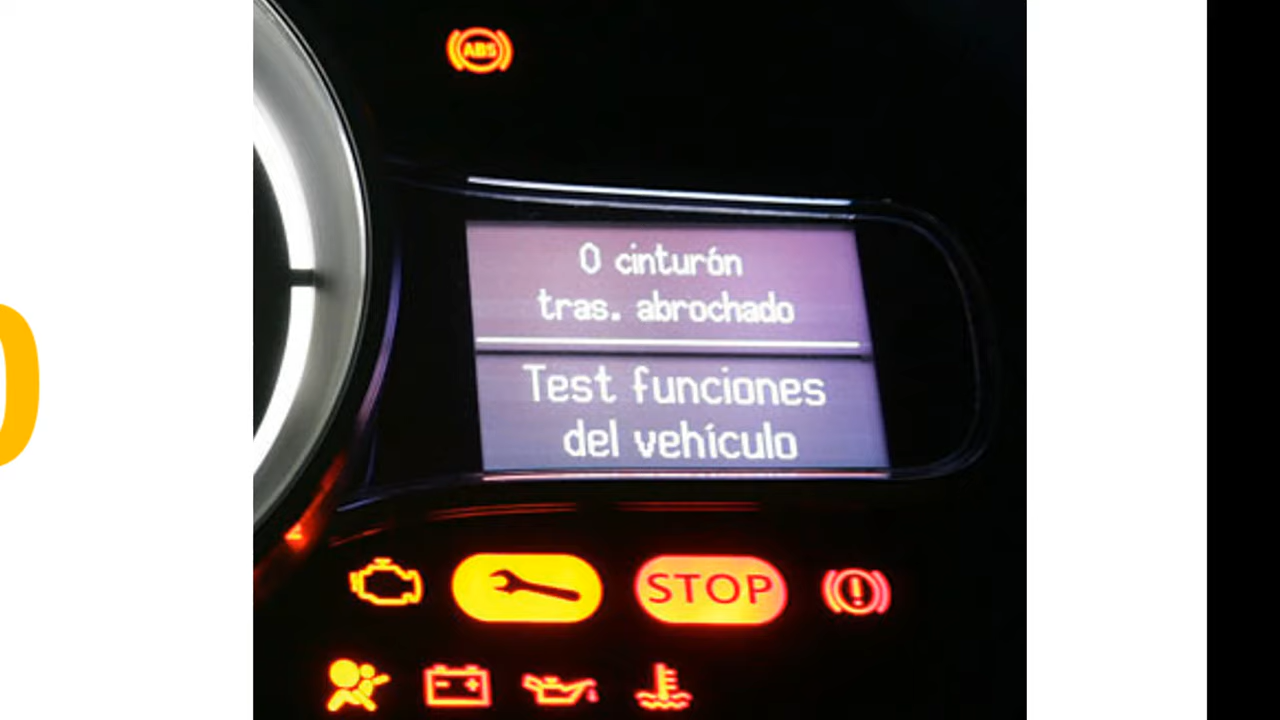 ABS
0 cinturón
tras. abrochado
Test funciones
del vehículo
STOP